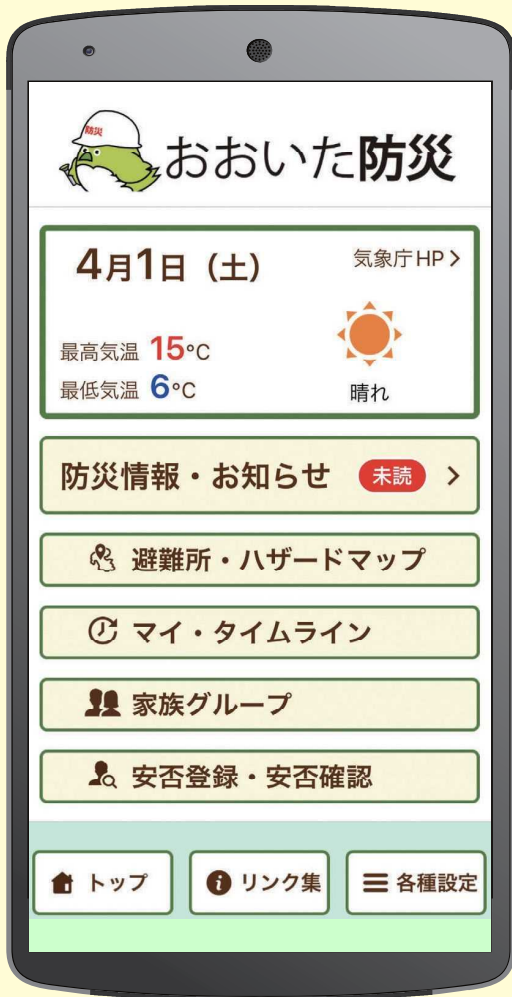 防災
おおいた防災
4月1日（土）
気象庁HP
最高気温 15°C
最低気温 6°C
晴れ
防災情報・お知らせ 未読
避難所・ハザードマップ
マイ・タイムライン
家族グループ
安否登録・安否確認
トップ
リンク集
各種設定